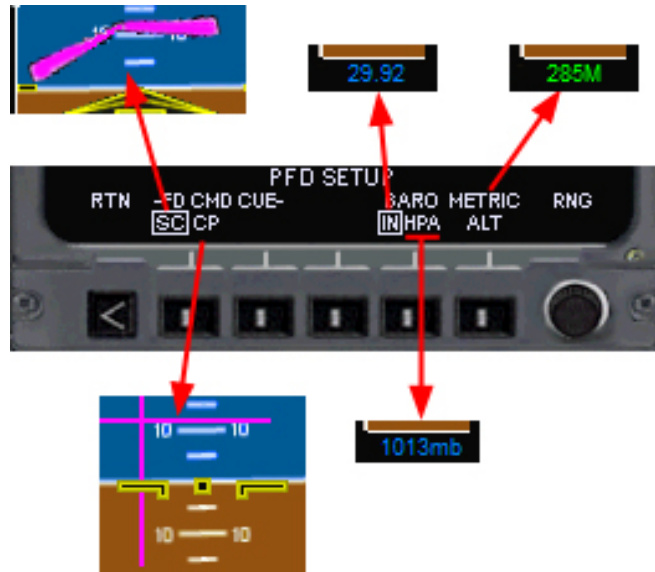 15 10
29.92
285M
PFD SETUP
RTN -FD CMD CUE- BARO METRIC RNG
SC CP IN HPA ALT
<
10 10
10 10
1013mb